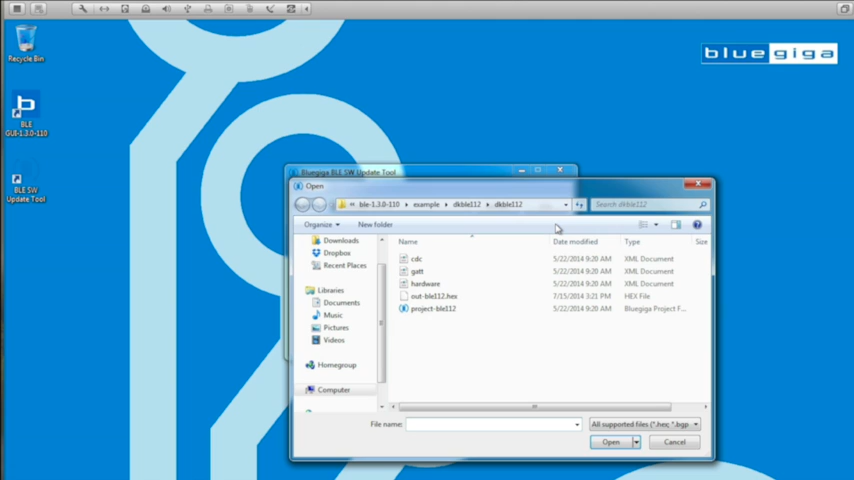 bluegiga
Recycle Bin
BLE
GUI-1.3.0-110
BLE SW
Update Tool
Bluegiga BLE SW Update Tool
Open
« ble-1.3.0-110 ▸ example ▸ dkble112 ▸ dkble112
Search dkble112
Organize
New folder
Name
Date modified
Type
Size
Downloads
Dropbox
Recent Places
Libraries
Documents
Music
Pictures
Videos
Homegroup
Computer
cdc 5/22/2014 9:20 AM XML Document
gatt 5/22/2014 9:20 AM XML Document
hardware 5/22/2014 9:20 AM XML Document
out-ble112.hex 7/15/2014 3:21 PM HEX File
project-ble112 5/22/2014 9:20 AM Bluegiga Project F...
File name:
All supported files (*.hex *.bgp
Open
Cancel